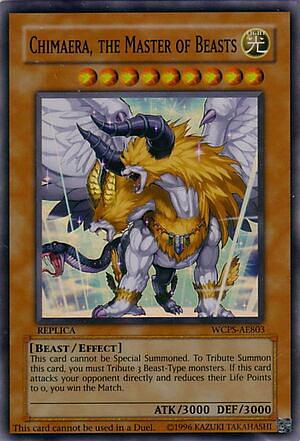 CHIMAERA, THE MASTER OF BEASTS
LIGHT
光
REPLICA WCPS-AE803
[BEAST/EFFECT]
This card cannot be Special Summoned. To Tribute Summon
this card, you must Tribute 3 Beast-Type monsters. If this card
attacks your opponent directly and reduces their Life Points
to 0, you win the Match.
ATK/3000 DEF/3000
This card cannot be used in a Duel. ©1996 KAZUKI TAKAHASHI